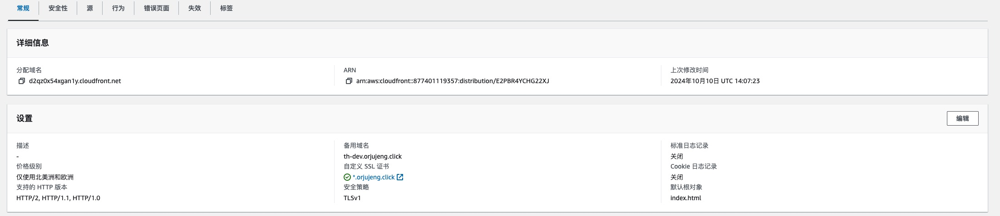 常规 安全性 源 行为 错误页面 失效 标签
详细信息
分配域名
d2qz0x54xgan1y.cloudfront.net
ARN
arn:aws:cloudfront::877401119357:distribution/E2PBR4YCHG22XJ
上次修改时间
2024年10月10日 UTC 14:07:23
设置
编辑
描述
-
价格级别
仅使用北美洲和欧洲
支持的 HTTP 版本
HTTP/2, HTTP/1.1, HTTP/1.0
备用域名
th-dev.orjujeng.click
自定义 SSL 证书
*.orjujeng.click
安全策略
TLSv1
标准日志记录
关闭
Cookie 日志记录
关闭
默认根对象
index.html